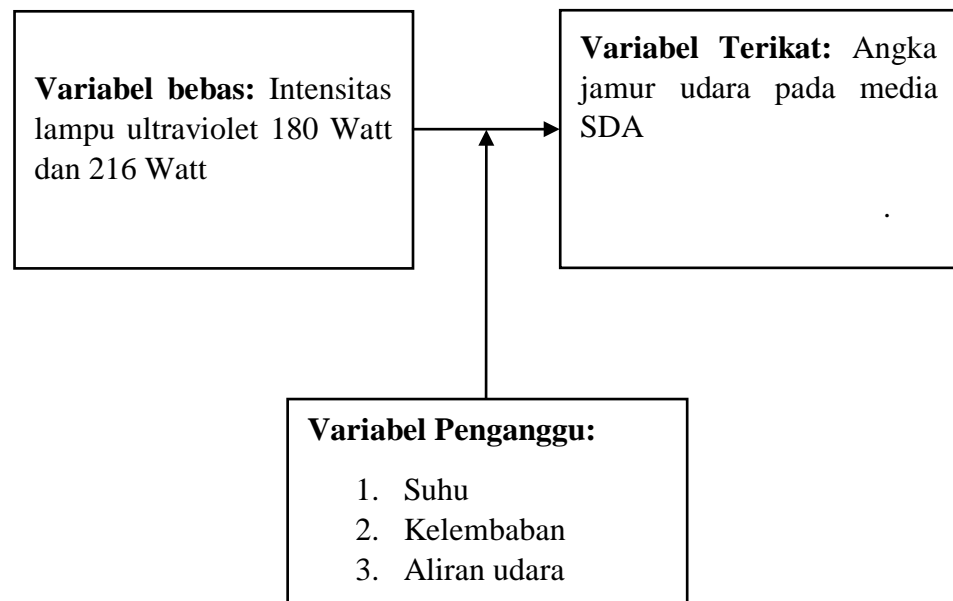 Variabel bebas: Intensitas
lampu ultraviolet 180 Watt
dan 216 Watt
Variabel Terikat: Angka
jamur udara pada media
SDA
.
Variabel Penganggu:
1. Suhu
2. Kelembaban
3. Aliran udara